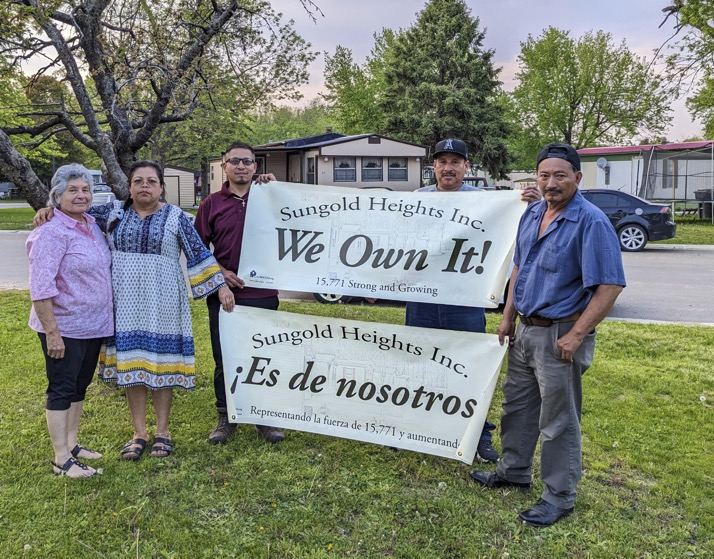 Sungold Heights Inc.
We Own It!
15,771 Strong and Growing
Sungold Heights Inc.
¡Es de nosotros
Representando la fuerza de 15,771 y aumentand